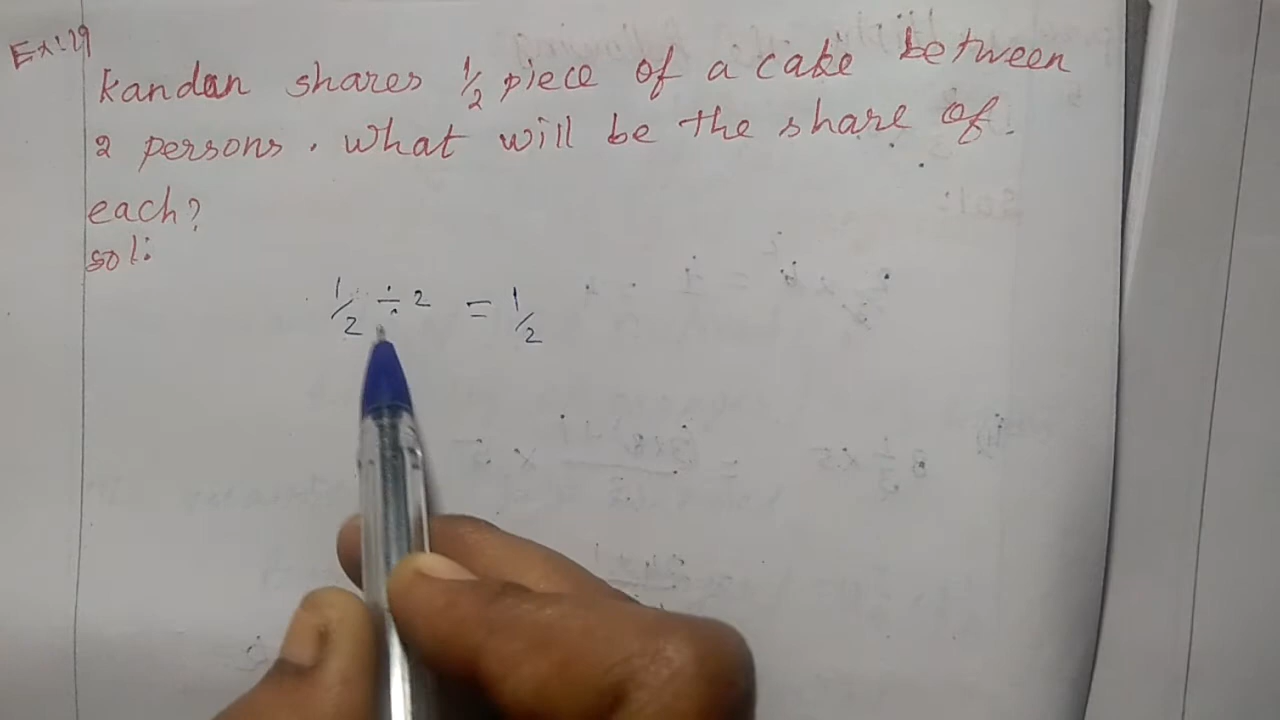 Ex:29
Kandan shares 1/2 piece of a cake between
2 persons. What will be the share of
each?
sol:
1/2 ÷ 2 = 1/2